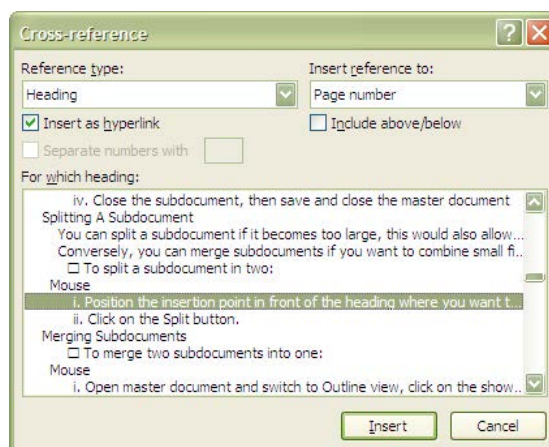 Cross-reference
Reference type:
Insert reference to:
Heading
Page number
Insert as hyperlink
Include above/below
Separate numbers with
For which heading:
iv. Close the subdocument, then save and close the master document
Splitting A Subdocument
You can split a subdocument if it becomes too large, this would also allow...
Conversely, you can merge subdocuments if you want to combine small fi...
□ To split a subdocument in two:
Mouse
i. Position the insertion point in front of the heading where you want t...
ii. Click on the Split button.
Merging Subdocuments
□ To merge two subdocuments into one:
Mouse
i. Open master document and switch to Outline view, click on the show...
Insert
Cancel